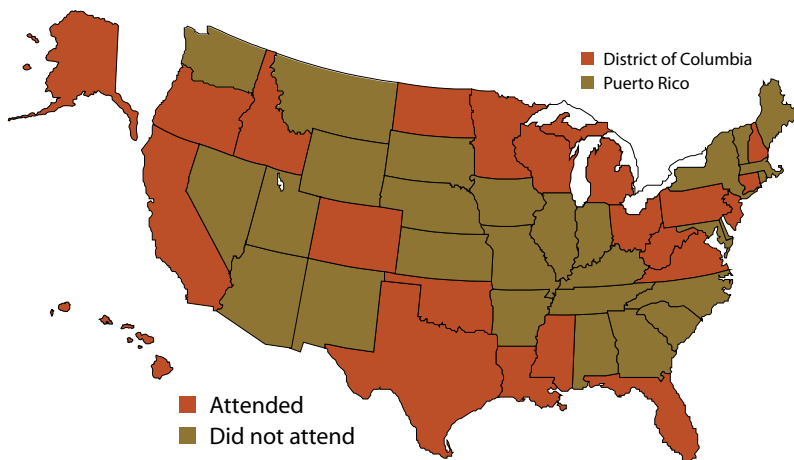 District of Columbia
Puerto Rico
Attended
Did not attend